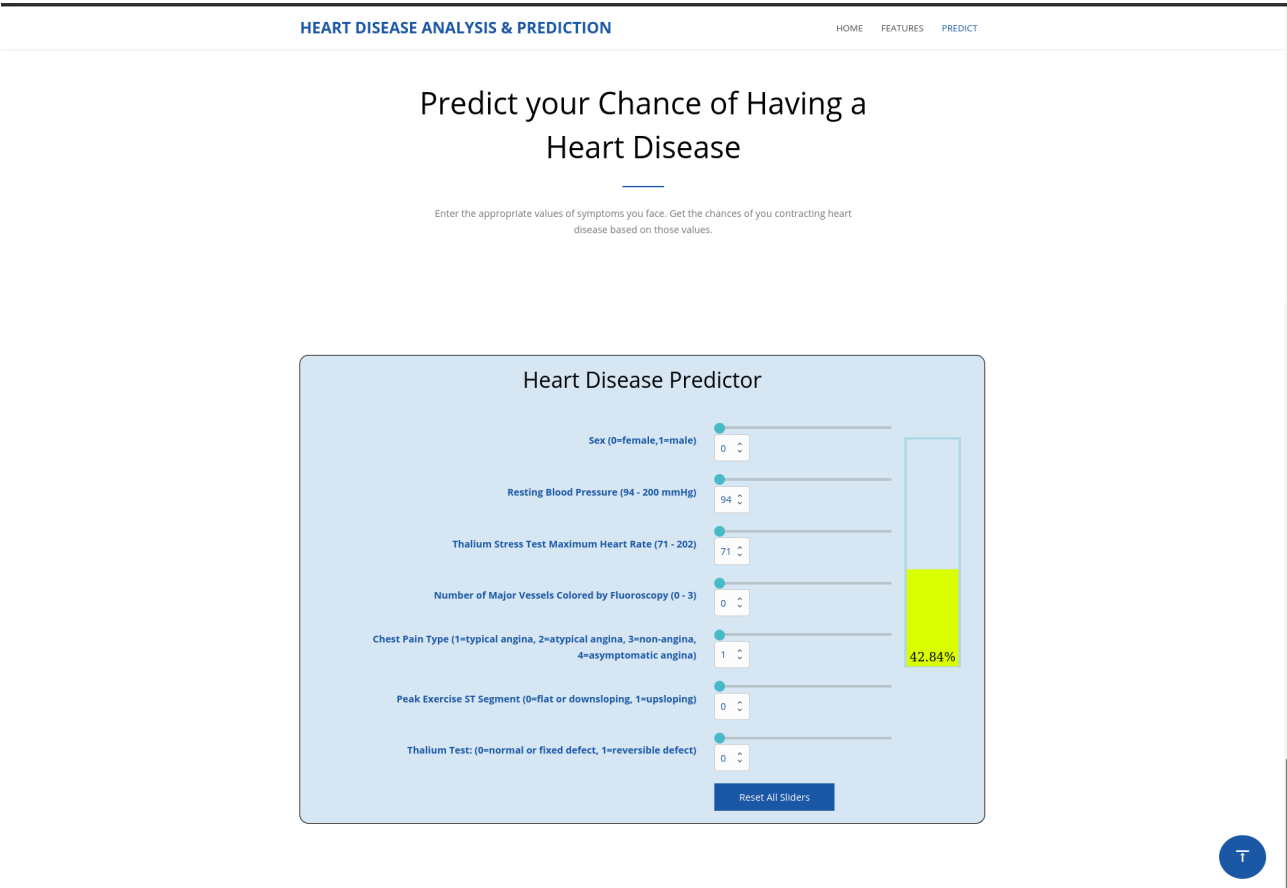 HEART DISEASE ANALYSIS & PREDICTION
HOME FEATURES PREDICT
Predict your Chance of Having a
Heart Disease
Enter the appropriate values of symptoms you face. Get the chances of you contracting heart
disease based on those values.
Heart Disease Predictor
Sex (0=female,1=male)
0
Resting Blood Pressure (94 - 200 mmHg)
94
Thalium Stress Test Maximum Heart Rate (71 - 202)
71
Number of Major Vessels Colored by Fluoroscopy (0 - 3)
0
Chest Pain Type (1=typical angina, 2=atypical angina, 3=non-angina,
4=asymptomatic angina)
1
42.84%
Peak Exercise ST Segment (0=flat or downsloping, 1=upsloping)
0
Thalium Test: (0=normal or fixed defect, 1=reversible defect)
0
Reset All Sliders